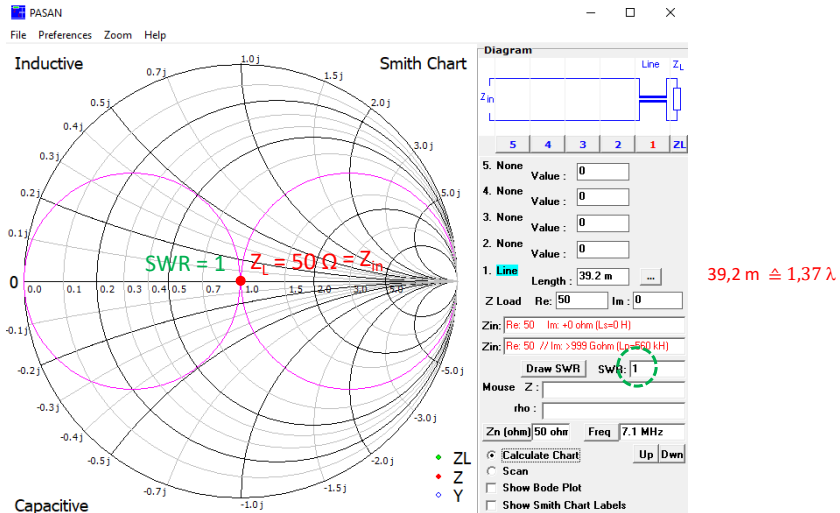 PASAN
File Preferences Zoom Help
Inductive
Smith Chart
1.0 j
0.7 j
1.5 j
0.5 j
2.0 j
0.4 j
3.0 j
0.3 j
5.0 j
0.2 j
0.1 j
SWR = 1
ZL = 50 Ω = Zin
0
0.0 0.1 0.2 0.3 0.4 0.5 0.7 1.0 1.5 2.0 3.0 5.0
-0.1 j
-0.2 j
-5.0 j
-0.3 j
-3.0 j
-0.4 j
-2.0 j
-0.5 j
-1.5 j
-0.7 j
-1.0 j
Capacitive
ZL
Z
Y
Diagram
Line ZL
Zin
5 4 3 2 1 ZL
5. None
Value : 0
4. None
Value : 0
3. None
Value : 0
2. None
Value : 0
1. Line
Length : 39.2 m ...
Z Load Re: 50 Im : 0
Zin: Re: 50 Im: +0 ohm (Ls=0 H)
Zin: Re: 50 // Im: >999 Gohm (Lp=560 kH)
Draw SWR SWR: 1
Mouse Z :
rho :
Zn (ohm) 50 ohm Freq 7.1 MHz
Calculate Chart Up Dwn
Scan
Show Bode Plot
Show Smith Chart Labels
39,2 m ≙ 1,37 λ